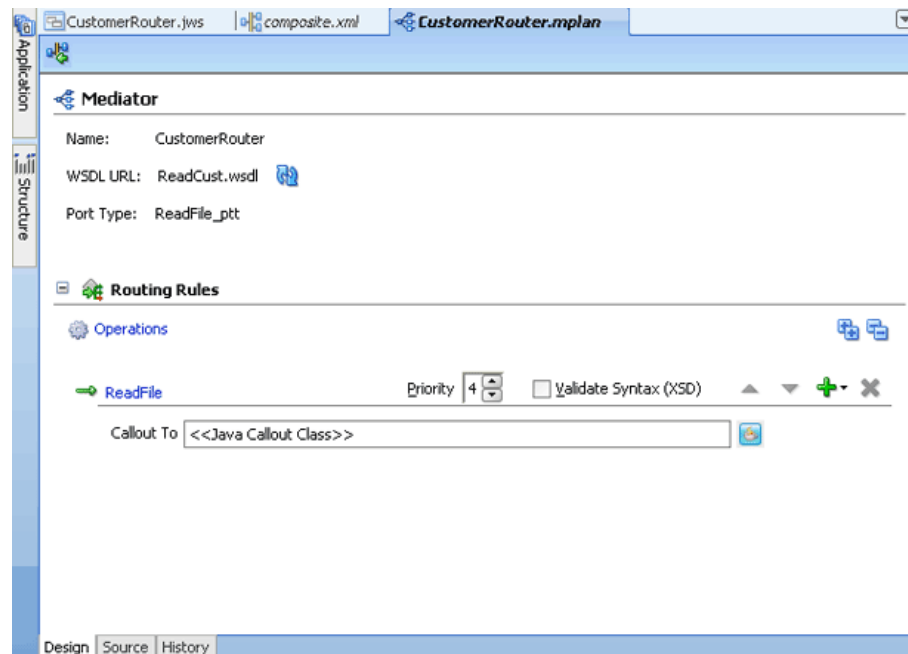 CustomerRouter.jws composite.xml CustomerRouter.mplan
Application
Structure
Mediator
Name: CustomerRouter
WSDL URL: ReadCust.wsdl
Port Type: ReadFile_ptt
Routing Rules
Operations
ReadFile Priority 4 Validate Syntax (XSD)
Callout To <<Java Callout Class>>
Design Source History